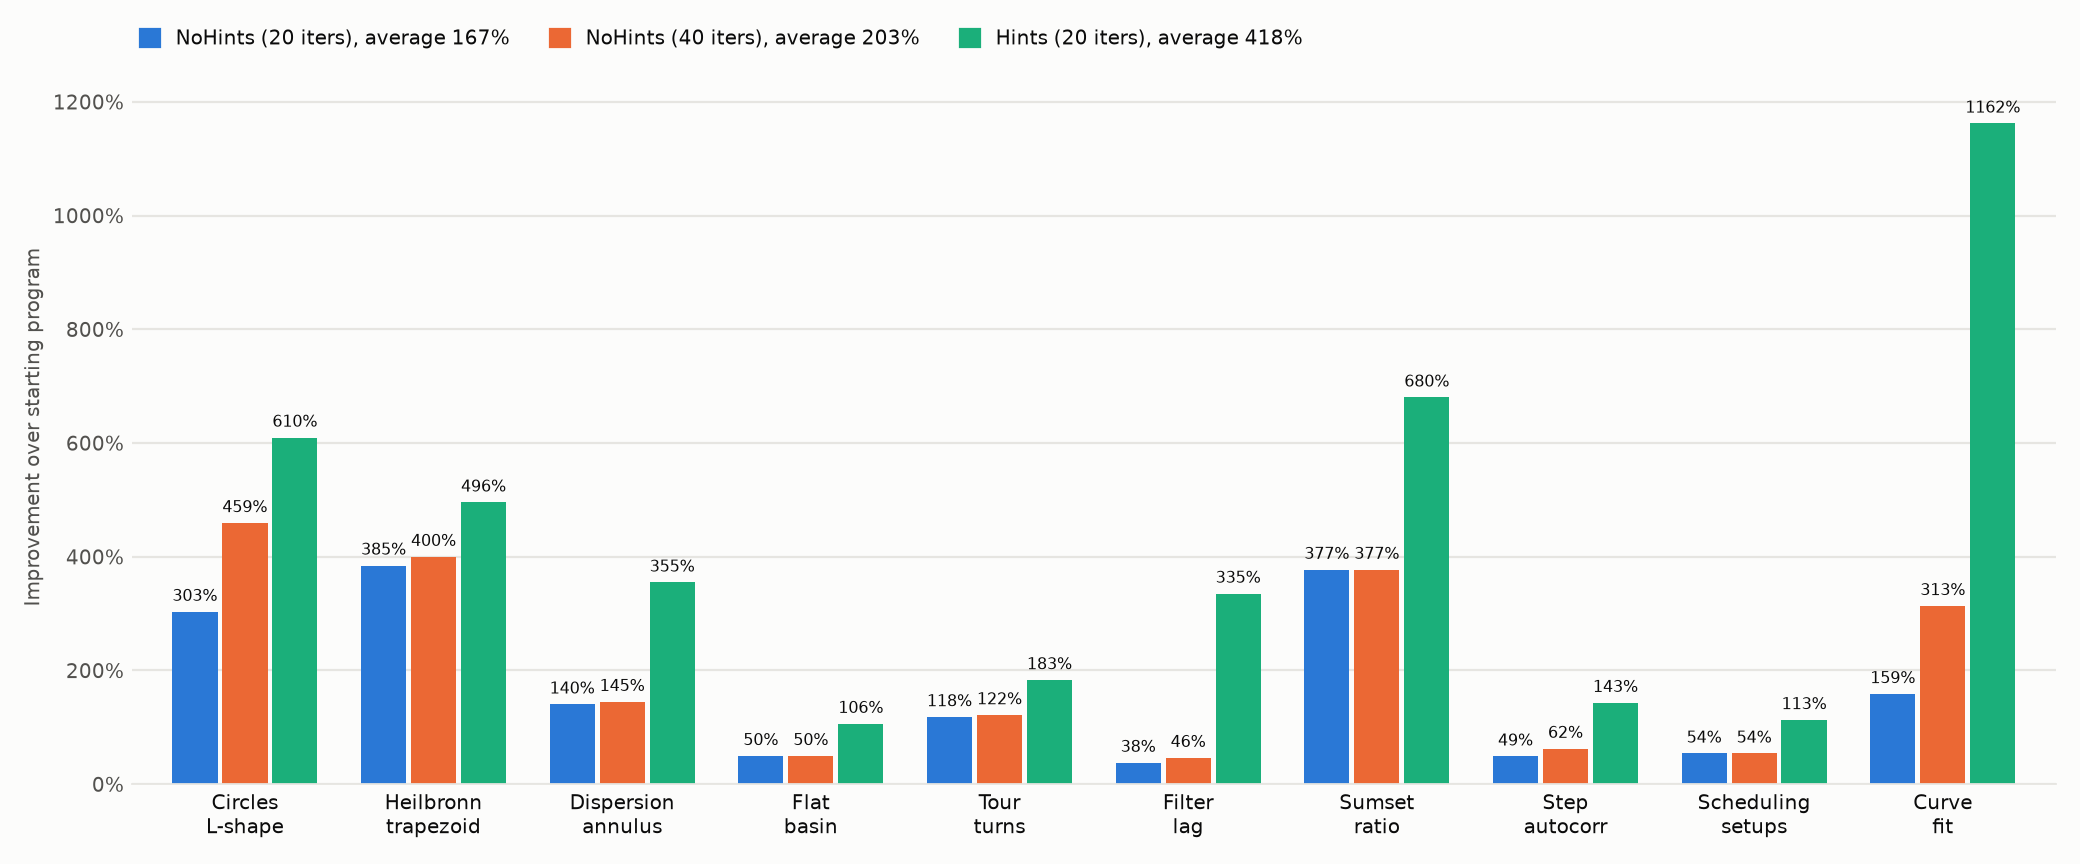 NoHints (20 iters), average 167%
NoHints (40 iters), average 203%
Hints (20 iters), average 418%
Improvement over starting program
1200%
1000%
800%
600%
400%
200%
0%
303%
459%
610%
385%
400%
496%
140%
145%
355%
50%
50%
106%
118%
122%
183%
38%
46%
335%
377%
377%
680%
49%
62%
143%
54%
54%
113%
159%
313%
1162%
Circles
L-shape
Heilbronn
trapezoid
Dispersion
annulus
Flat
basin
Tour
turns
Filter
lag
Sumset
ratio
Step
autocorr
Scheduling
setups
Curve
fit